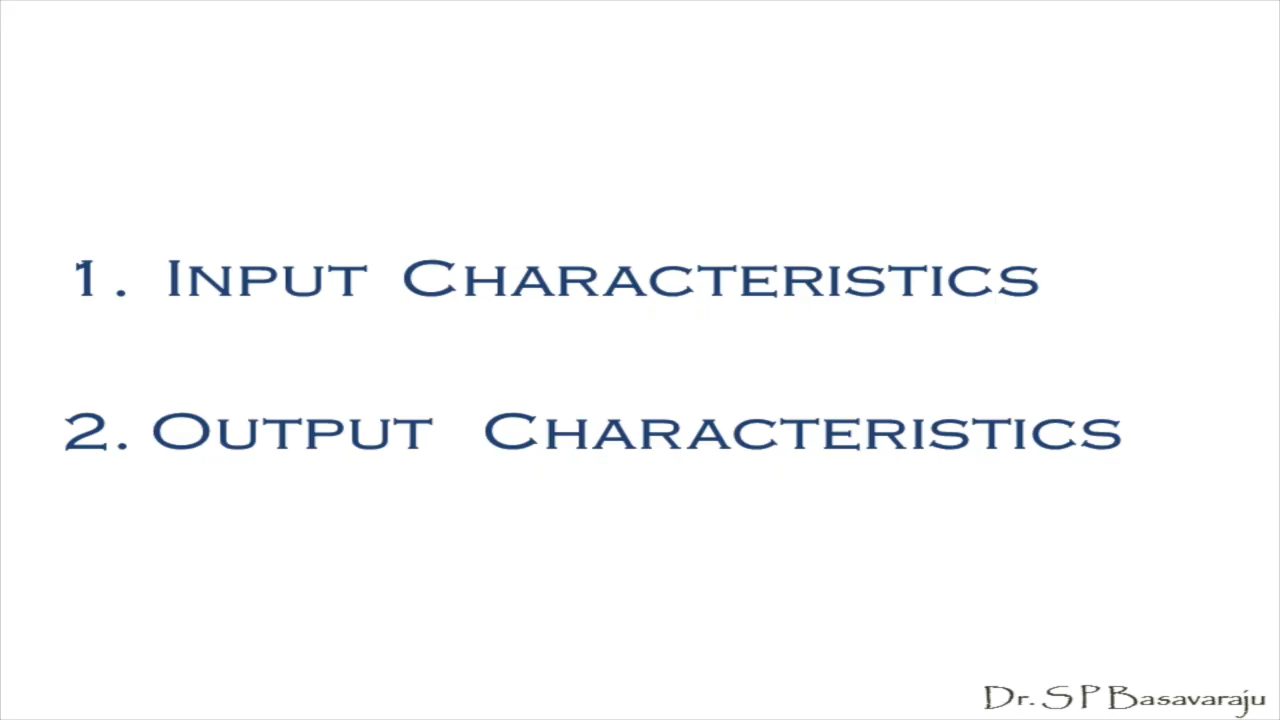 1. Input Characteristics
2. Output Characteristics
Dr. S P Basavaraju